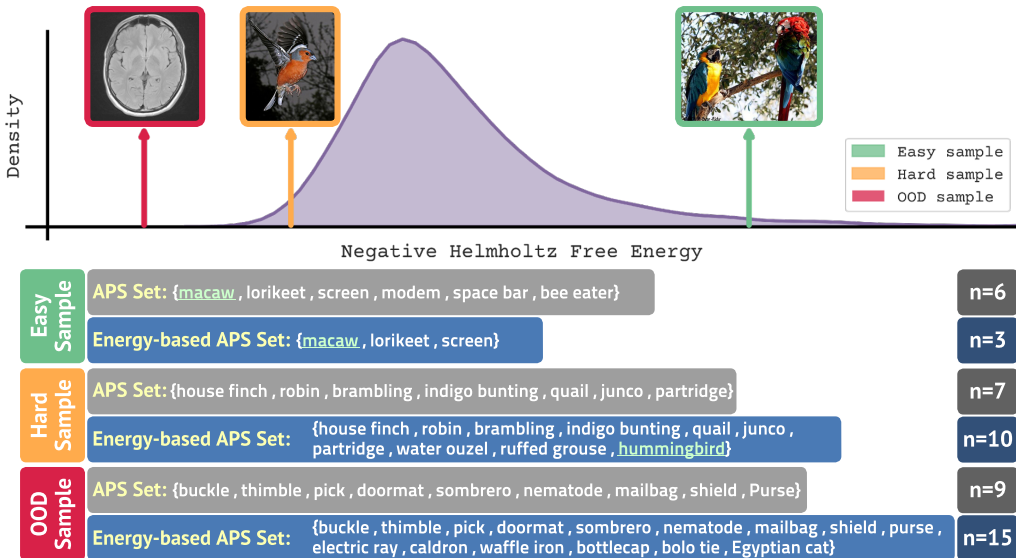 Density
Easy sample
Hard sample
OOD sample
Negative Helmholtz Free Energy
Easy
Sample
APS Set: {macaw , lorikeet , screen , modem , space bar , bee eater}
n=6
Energy-based APS Set: {macaw , lorikeet , screen}
n=3
Hard
Sample
APS Set: {house finch , robin , brambling , indigo bunting , quail , junco , partridge}
n=7
Energy-based APS Set: {house finch , robin , brambling , indigo bunting , quail , junco ,
partridge , water ouzel , ruffed grouse , hummingbird}
n=10
OOD
Sample
APS Set: {buckle , thimble , pick , doormat , sombrero , nematode , mailbag , shield , Purse}
n=9
Energy-based APS Set: {buckle , thimble , pick , doormat , sombrero , nematode , mailbag , shield , purse ,
electric ray , caldron , waffle iron , bottlecap , bolo tie , Egyptian cat}
n=15